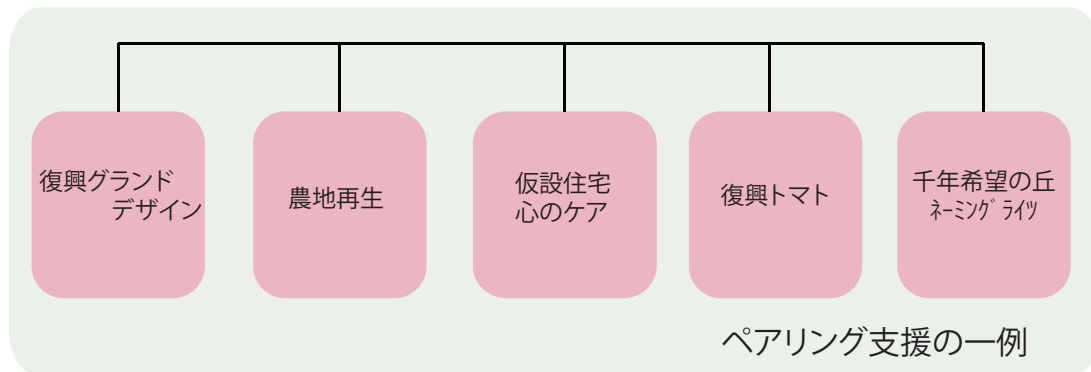 復興グランド
デザイン
農地再生
仮設住宅
心のケア
復興トマト
千年希望の丘
ﾈｰﾐﾝｸﾞﾗｲﾂ
ペアリング支援の一例